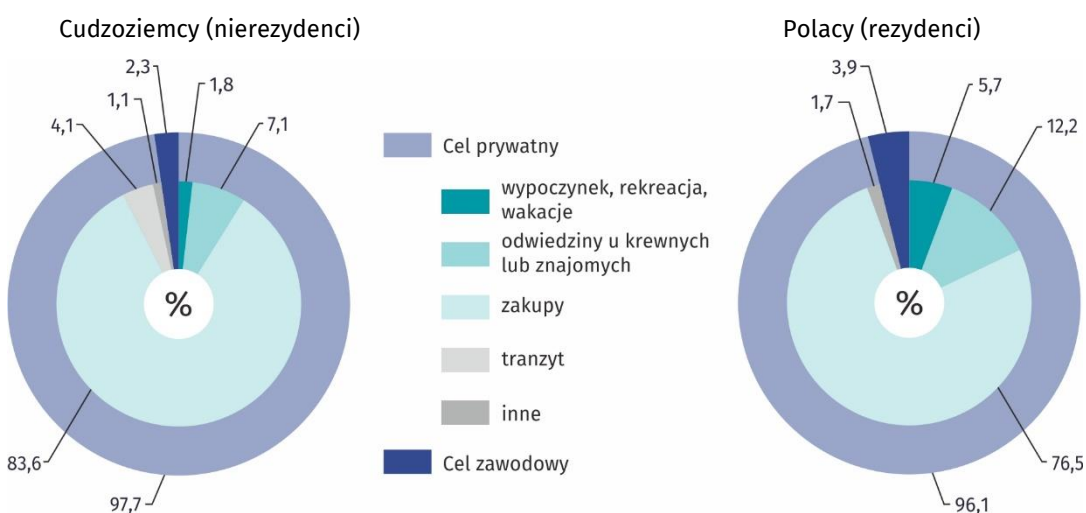 Cudzoziemcy (nierezydenci)
2,3
1,8
1,1
4,1
7,1
%
83,6
97,7
Cel prywatny
wypoczynek, rekreacja,
wakacje
odwiedziny u krewnych
lub znajomych
zakupy
tranzyt
inne
Cel zawodowy
Polacy (rezydenci)
3,9
5,7
1,7
12,2
%
76,5
96,1